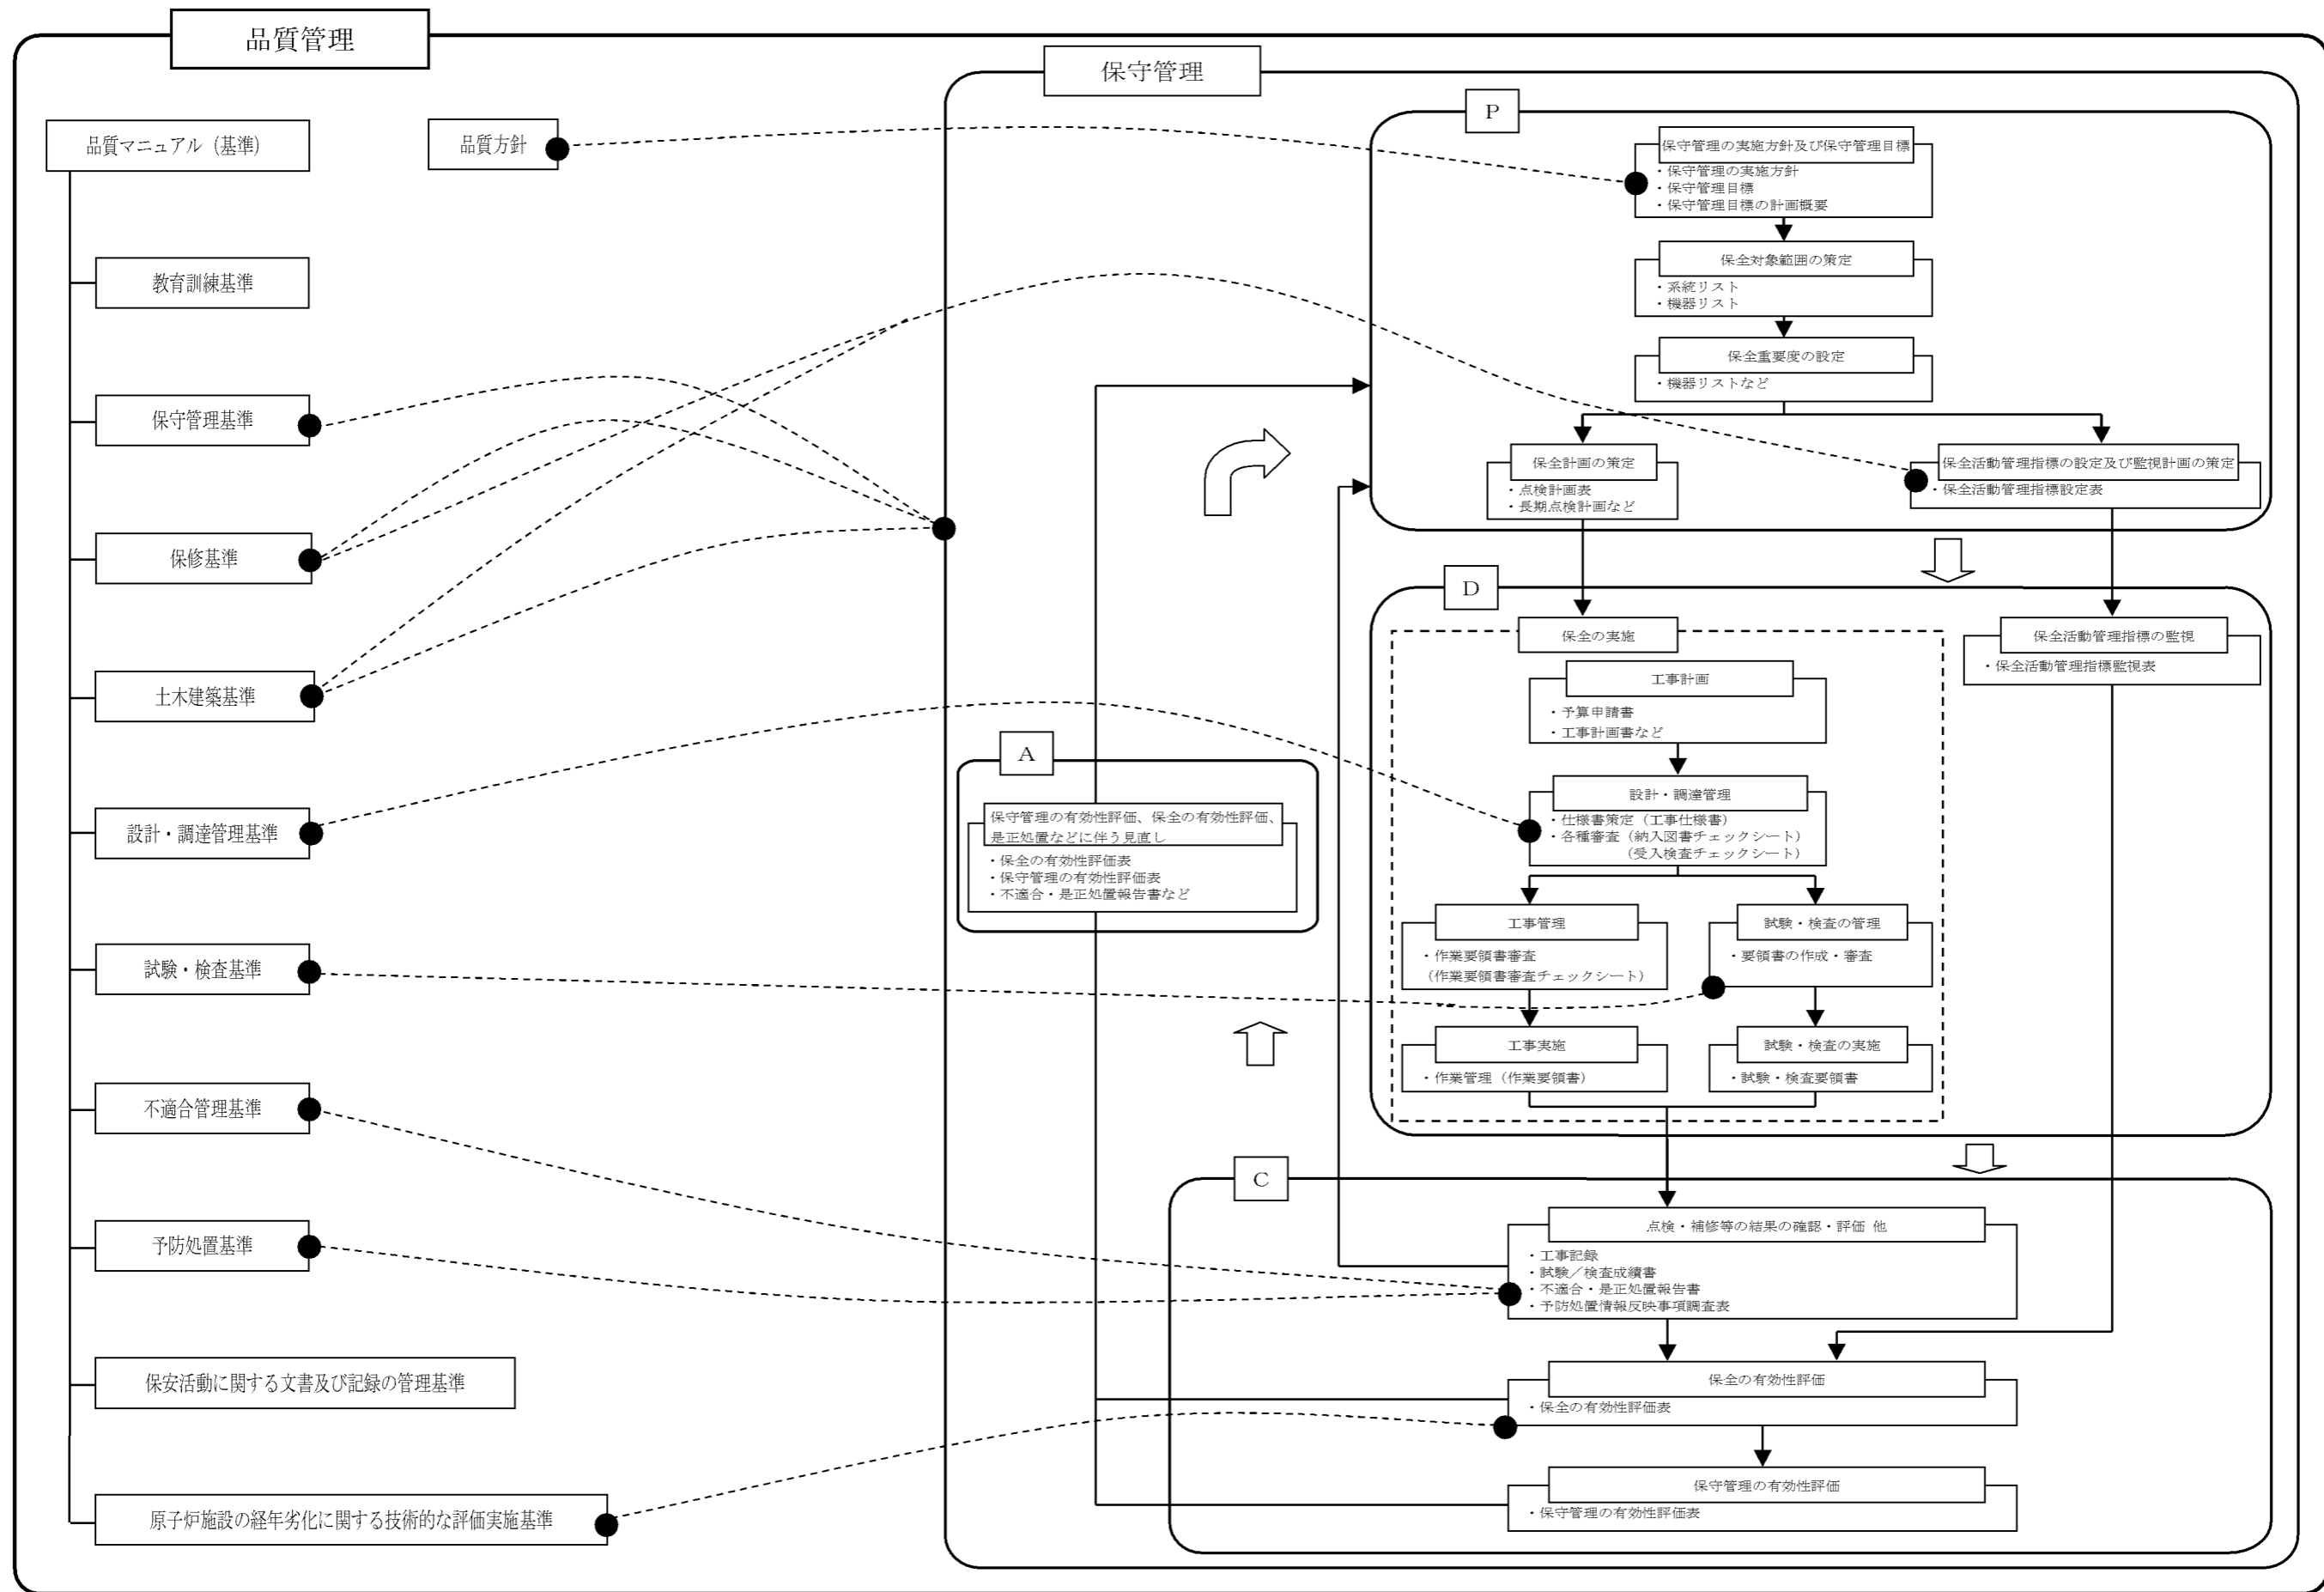 品質管理
品質マニュアル（基準）
品質方針
教育訓練基準
保守管理基準
保修基準
土木建築基準
設計・調達管理基準
試験・検査基準
不適合管理基準
予防処置基準
保安活動に関する文書及び記録の管理基準
原子炉施設の経年劣化に関する技術的な評価実施基準
保守管理
P
保守管理の実施方針及び保守管理目標
・保守管理の実施方針
・保守管理目標
・保守管理目標の計画概要
保全対象範囲の策定
・系統リスト
・機器リスト
保全重要度の設定
・機器リストなど
保全計画の策定
・点検計画表
・長期点検計画など
保全活動管理指標の設定及び監視計画の策定
・保全活動管理指標設定表
D
保全の実施
工事計画
・予算申請書
・工事計画書など
設計・調達管理
・仕様書策定（工事仕様書）
・各種審査（納入図書チェックシート）
（受入検査チェックシート）
工事管理
・作業要領書審査
（作業要領書審査チェックシート）
試験・検査の管理
・要領書の作成・審査
工事実施
・作業管理（作業要領書）
試験・検査の実施
・試験・検査要領書
保全活動管理指標の監視
・保全活動管理指標監視表
A
保守管理の有効性評価、保全の有効性評価、
是正処置などに伴う見直し
・保全の有効性評価表
・保守管理の有効性評価表
・不適合・是正処置報告書など
C
点検・補修等の結果の確認・評価 他
・工事記録
・試験／検査成績書
・不適合・是正処置報告書
・予防処置情報反映事項調査表
保全の有効性評価
・保全の有効性評価表
保守管理の有効性評価
・保守管理の有効性評価表